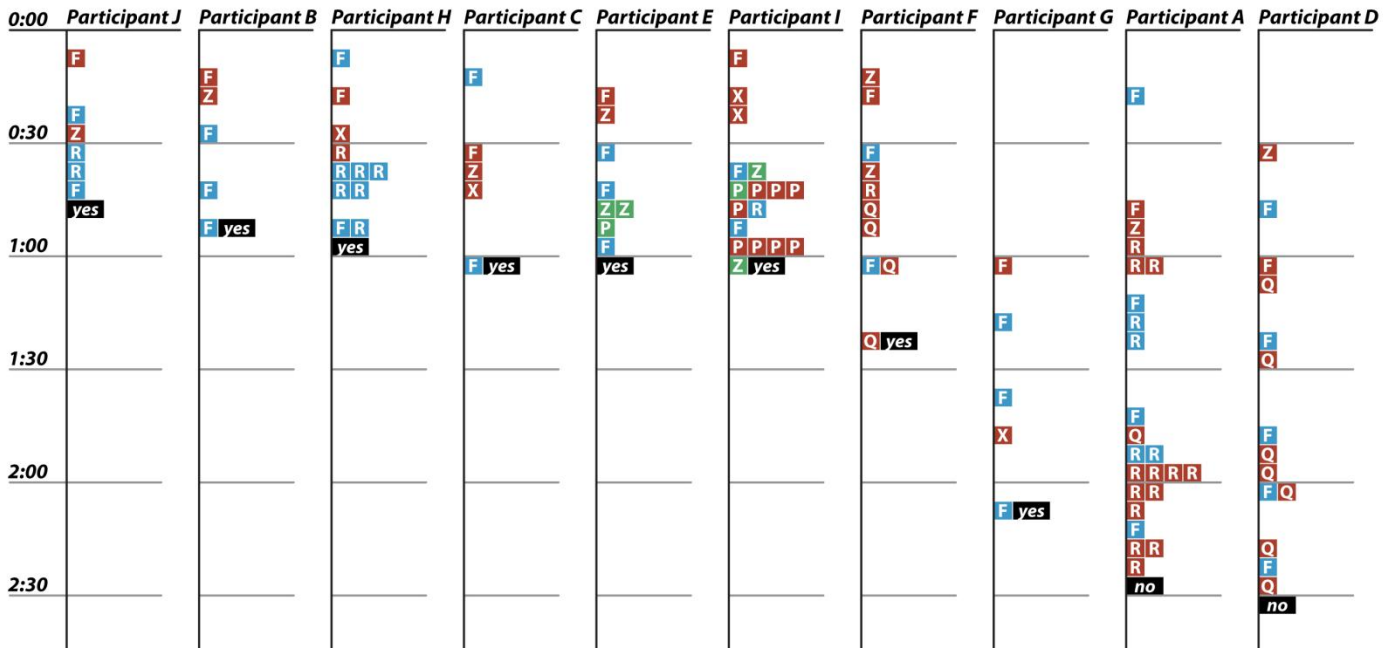 0:00 Participant J Participant B Participant H Participant C Participant E Participant I Participant F Participant G Participant A Participant D
F F F
F F Z
Z F F X F F
F Z X
0:30 Z F X
R R F F F Z
R R R R Z F Z Z
F F R R X F P P P P R
yes Z Z P R Q F F
F yes F R P F Q Z
1:00 yes F P P P P R
F yes yes Z yes F Q F R R F
Q
F
F R
Q yes R F
1:30 Q
F
F
X Q F
R R Q
2:00 R R R R Q
R R F Q
F yes R
F
R R Q
R F
2:30 no Q
no